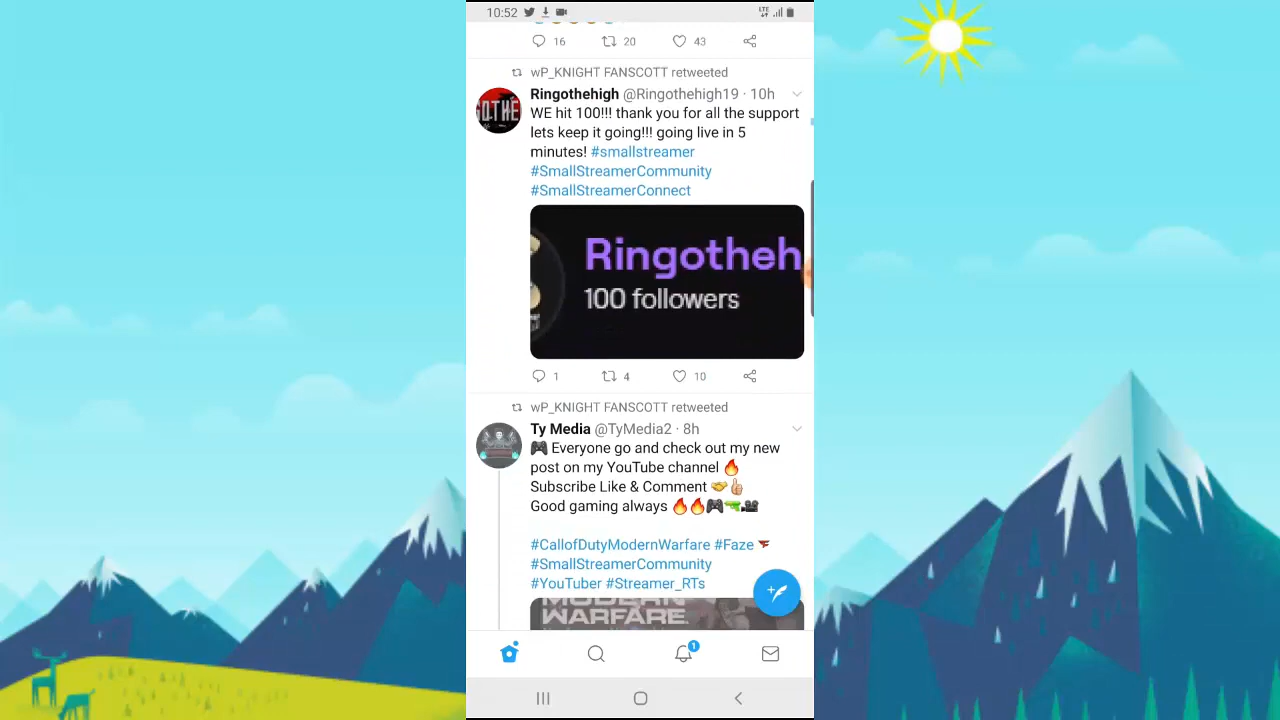 10:52
LTE
16 20 43
wP_KNIGHT FANSCOTT retweeted
Ringothehigh @Ringothehigh19 · 10h
WE hit 100!!! thank you for all the support
lets keep it going!!! going live in 5
minutes! #smallstreamer
#SmallStreamerCommunity
#SmallStreamerConnect
Ringotheh
100 followers
1 4 10
wP_KNIGHT FANSCOTT retweeted
Ty Media @TyMedia2 · 8h
🎮 Everyone go and check out my new
post on my YouTube channel 🔥
Subscribe Like & Comment 🤝👍🏼
Good gaming always 🔥🔥🎮🔫🎥
#CallofDutyModernWarfare #Faze
#SmallStreamerCommunity
#YouTuber #Streamer_RTs
MODERN
WARFARE
1